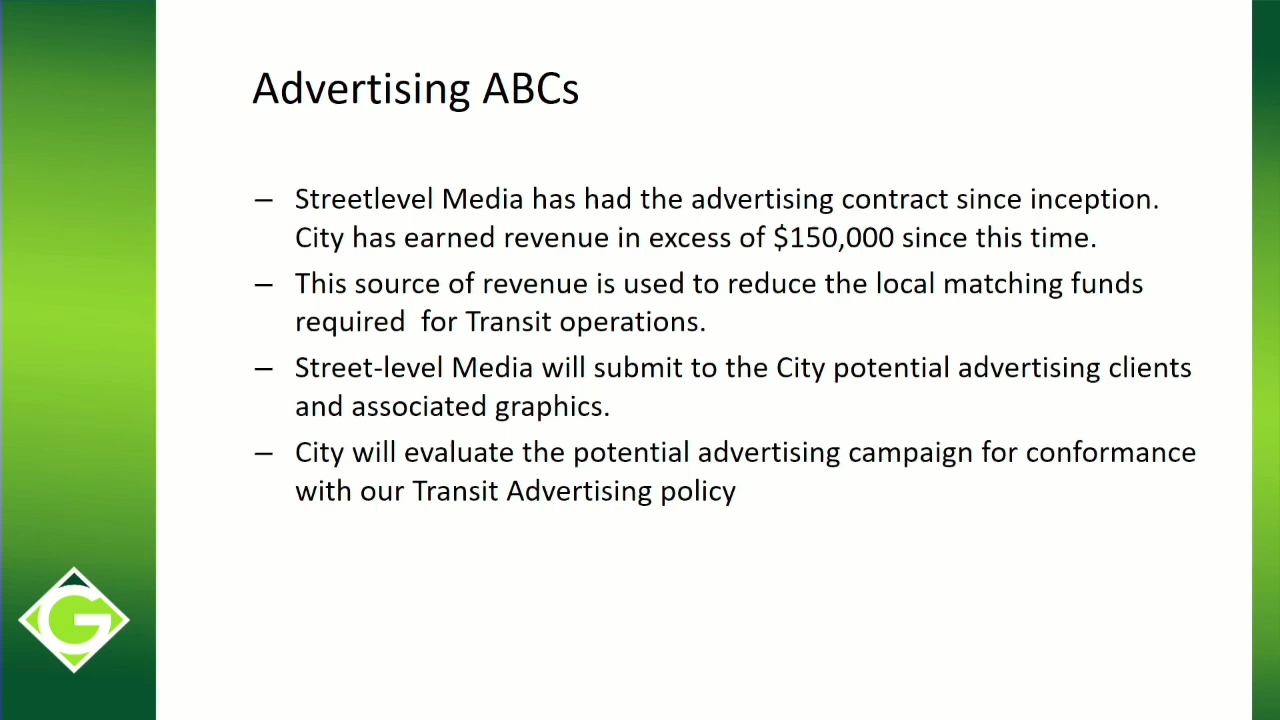 Advertising ABCs
– Streetlevel Media has had the advertising contract since inception.
City has earned revenue in excess of $150,000 since this time.
– This source of revenue is used to reduce the local matching funds
required  for Transit operations.
– Street-level Media will submit to the City potential advertising clients
and associated graphics.
– City will evaluate the potential advertising campaign for conformance
with our Transit Advertising policy
G